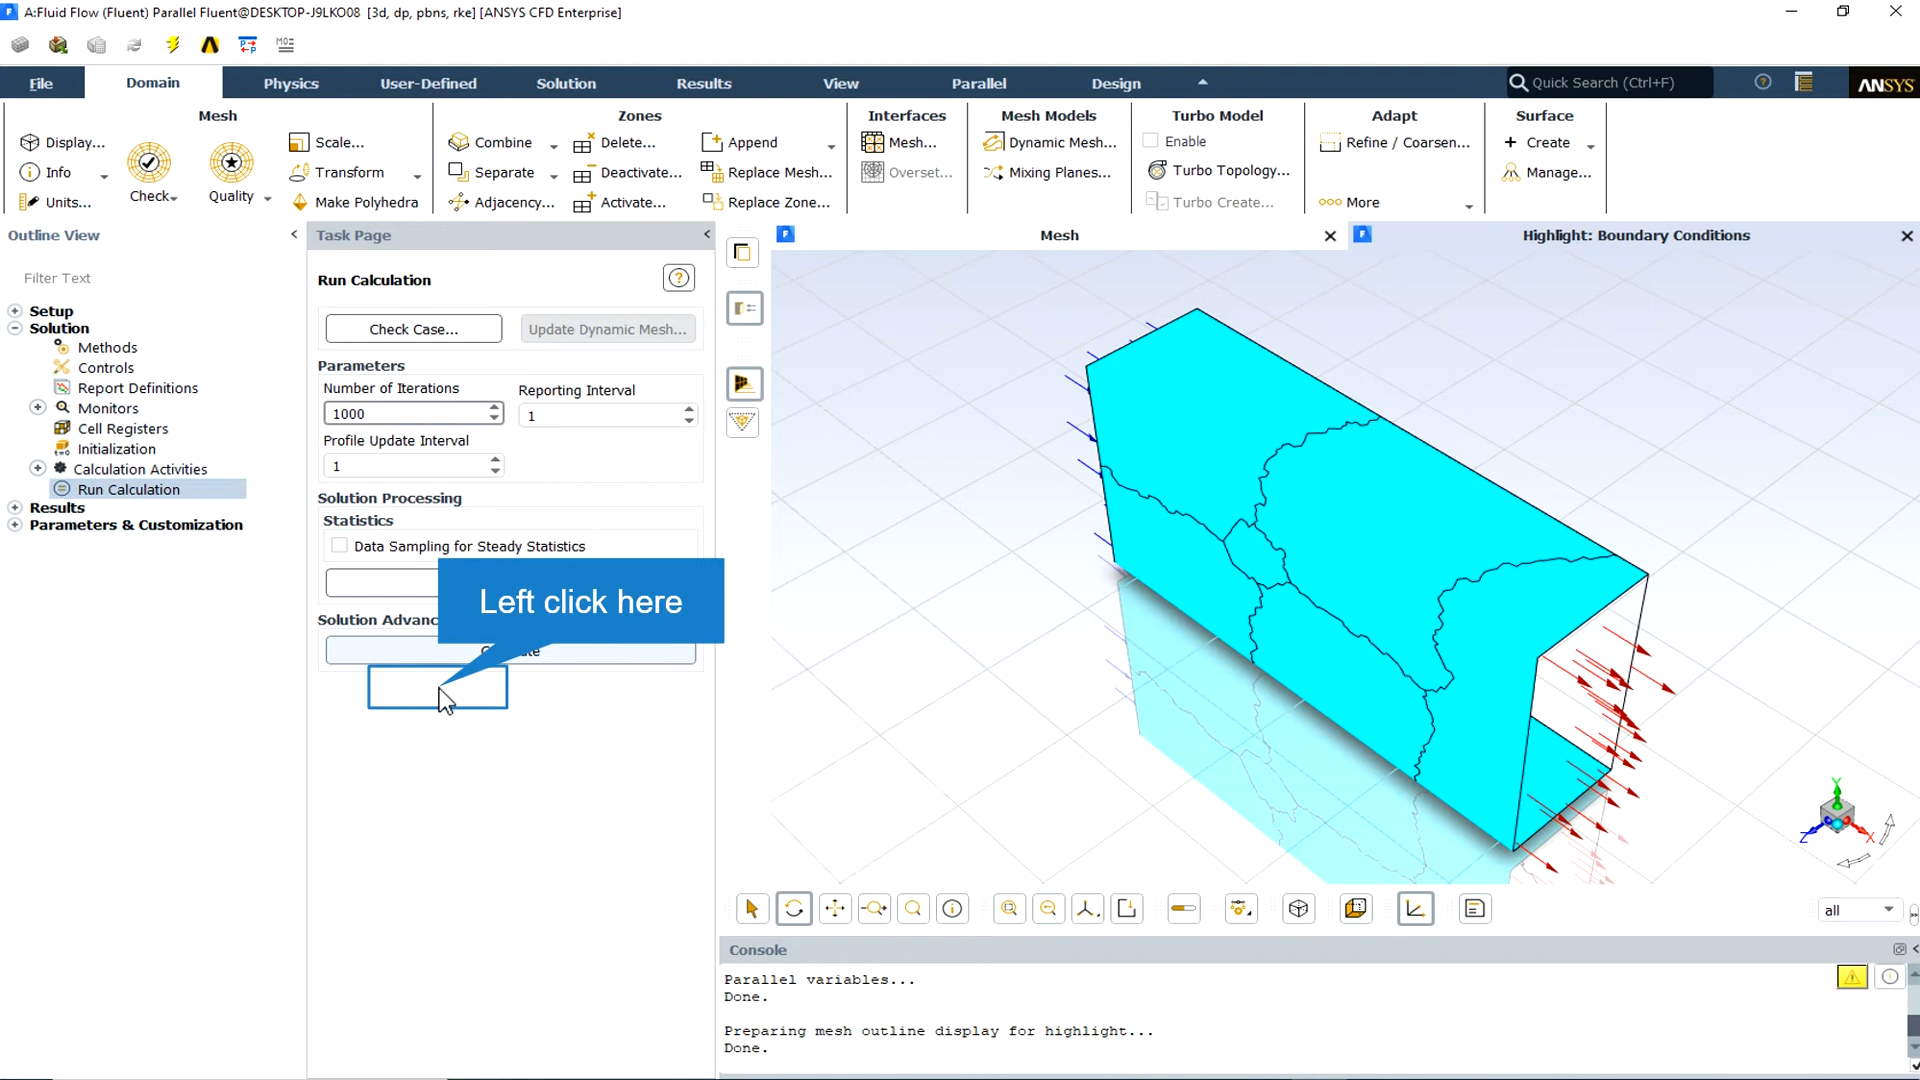 A:Fluid Flow (Fluent) Parallel Fluent@DESKTOP-J9LKO08 [3d, dp, pbns, rke] [ANSYS CFD Enterprise]
File Domain Physics User-Defined Solution Results View Parallel Design Quick Search (Ctrl+F) ANSYS
Mesh
Display...
Info
Units...
Check
Quality
Scale...
Transform
Make Polyhedra
Zones
Combine
Separate
Adjacency...
Delete...
Deactivate...
Activate...
Append
Replace Mesh...
Replace Zone...
Interfaces
Mesh...
Overset...
Mesh Models
Dynamic Mesh...
Mixing Planes...
Turbo Model
Enable
Turbo Topology...
Turbo Create...
Adapt
Refine / Coarsen...
More
Surface
Create
Manage...
Outline View
Filter Text
Setup
Solution
Methods
Controls
Report Definitions
Monitors
Cell Registers
Initialization
Calculation Activities
Run Calculation
Results
Parameters & Customization
Task Page
Run Calculation
Check Case... Update Dynamic Mesh...
Parameters
Number of Iterations Reporting Interval
1000 1
Profile Update Interval
1
Solution Processing
Statistics
Data Sampling for Steady Statistics
Left click here
Solution Advanc
Mesh
Highlight: Boundary Conditions
Y
Z X
all
Console
Parallel variables...
Done.
Preparing mesh outline display for highlight...
Done.